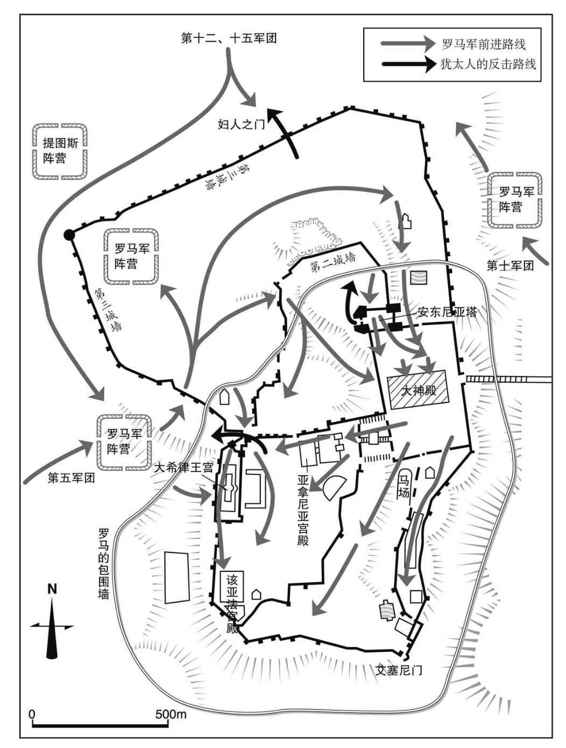 第十二、十五军团
罗马军前进路线
犹太人的反击路线
妇人之门
提图斯
阵营
第三城墙
罗马军
阵营
罗马军
阵营
第十军团
第二城墙
第三城墙
安东尼亚塔
大神殿
罗马军
阵营
第五军团
大希律王宫
亚拿尼亚宫殿
马场
罗马的包围墙
该亚法宫殿
N
艾塞尼门
0
500m